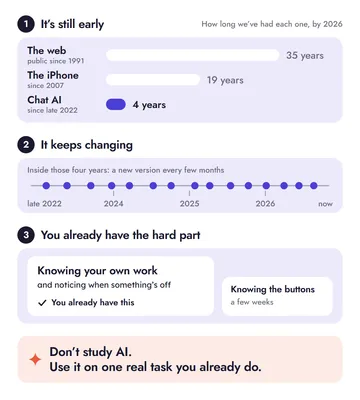 1 It's still early
How long we've had each one, by 2026
The web
public since 1991
35 years
The iPhone
since 2007
19 years
Chat AI
since late 2022
4 years
2 It keeps changing
Inside those four years: a new version every few months
late 2022 2024 2025 2026 now
3 You already have the hard part
Knowing your own work
and noticing when something's off
✓ You already have this
Knowing the buttons
a few weeks
Don't study AI.
Use it on one real task you already do.